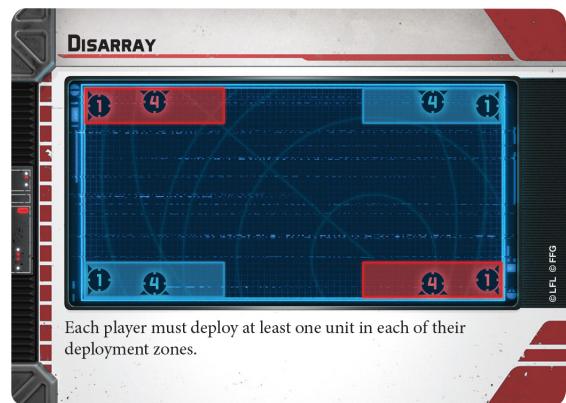 DISARRAY
1 4 4 1
1 4 4 1
©LFL ©FFG
Each player must deploy at least one unit in each of their
deployment zones.